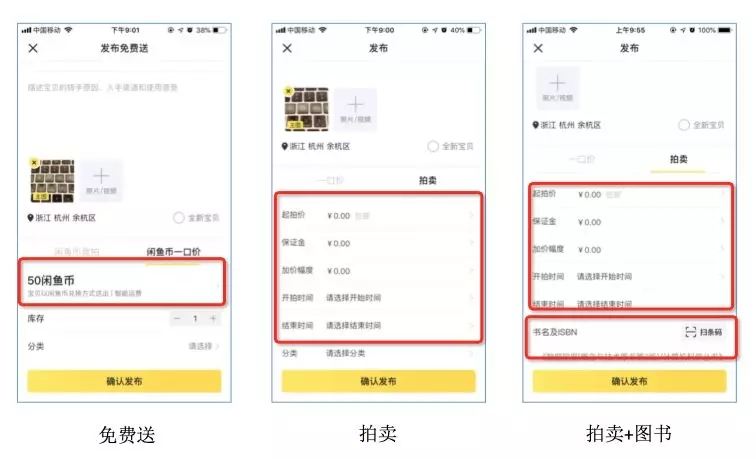 中国移动 下午9:01 38%
发布免费送
描述宝贝的转手原因、入手渠道和使用感受
主图
照片/视频
浙江 杭州 余杭区 全新宝贝
闲鱼币竞拍 闲鱼币一口价
50闲鱼币
宝贝以闲鱼币兑换方式送出 | 智能运费
库存 1
分类 请选择
确认发布
免费送
中国移动 下午9:00 40%
发布
主图
照片/视频
浙江 杭州 余杭区 全新宝贝
一口价 拍卖
起拍价 ¥0.00 包邮
保证金 ¥0.00
加价幅度 ¥0.00
开拍时间 请选择开始时间
结束时间 请选择结束时间
分类 请选择分类
确认发布
拍卖
中国移动 上午9:55 100%
发布
照片/视频
浙江 杭州 余杭区 全新宝贝
一口价 拍卖
起拍价 ¥0.00 包邮
保证金 ¥0.00
加价幅度 ¥0.00
开拍时间 请选择开始时间
结束时间 请选择结束时间
书名及ISBN 扫条码
确认发布
拍卖+图书